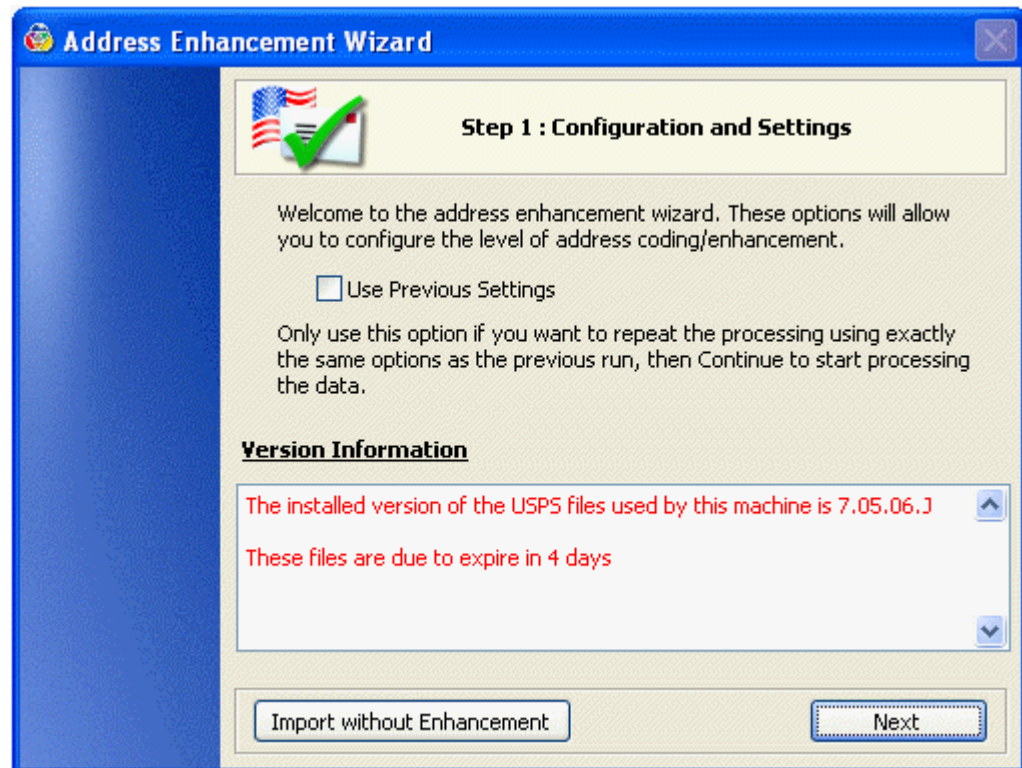 Address Enhancement Wizard
Step 1 : Configuration and Settings
Welcome to the address enhancement wizard. These options will allow
you to configure the level of address coding/enhancement.
Use Previous Settings
Only use this option if you want to repeat the processing using exactly
the same options as the previous run, then Continue to start processing
the data.
Version Information
The installed version of the USPS files used by this machine is 7.05.06.J
These files are due to expire in 4 days
Import without Enhancement
Next